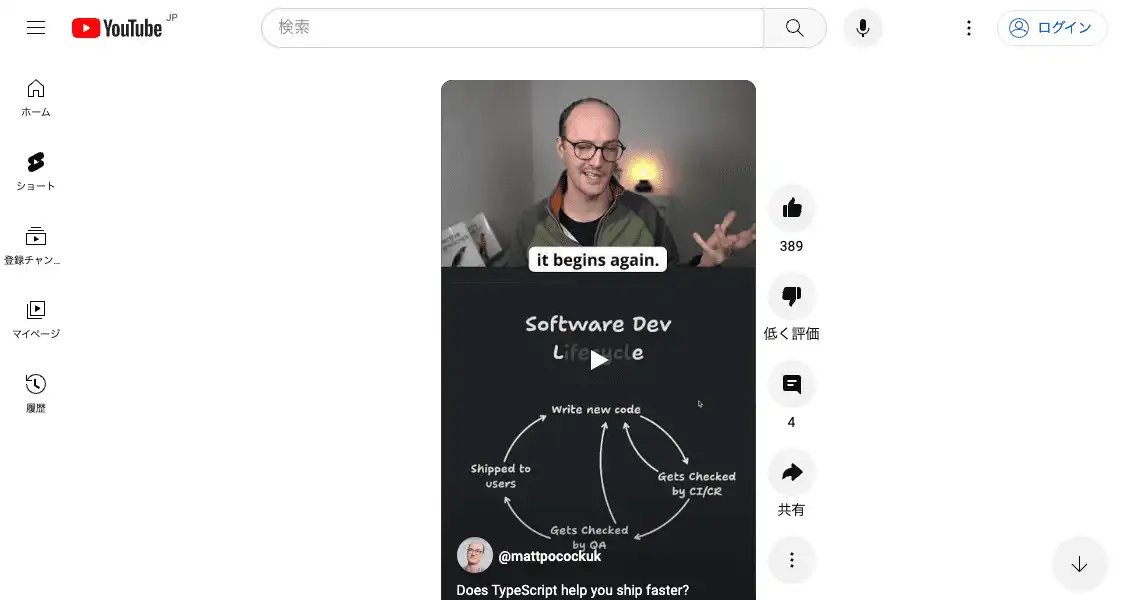 YouTube JP
検索
ログイン
ホーム
ショート
登録チャン...
マイページ
履歴
it begins again.
Software Dev
Lifecycle
Write new code
Shipped to
users
Gets Checked
by CI/CR
Gets Checked
by QA
@mattpocockuk
Does TypeScript help you ship faster?
389
低く評価
4
共有